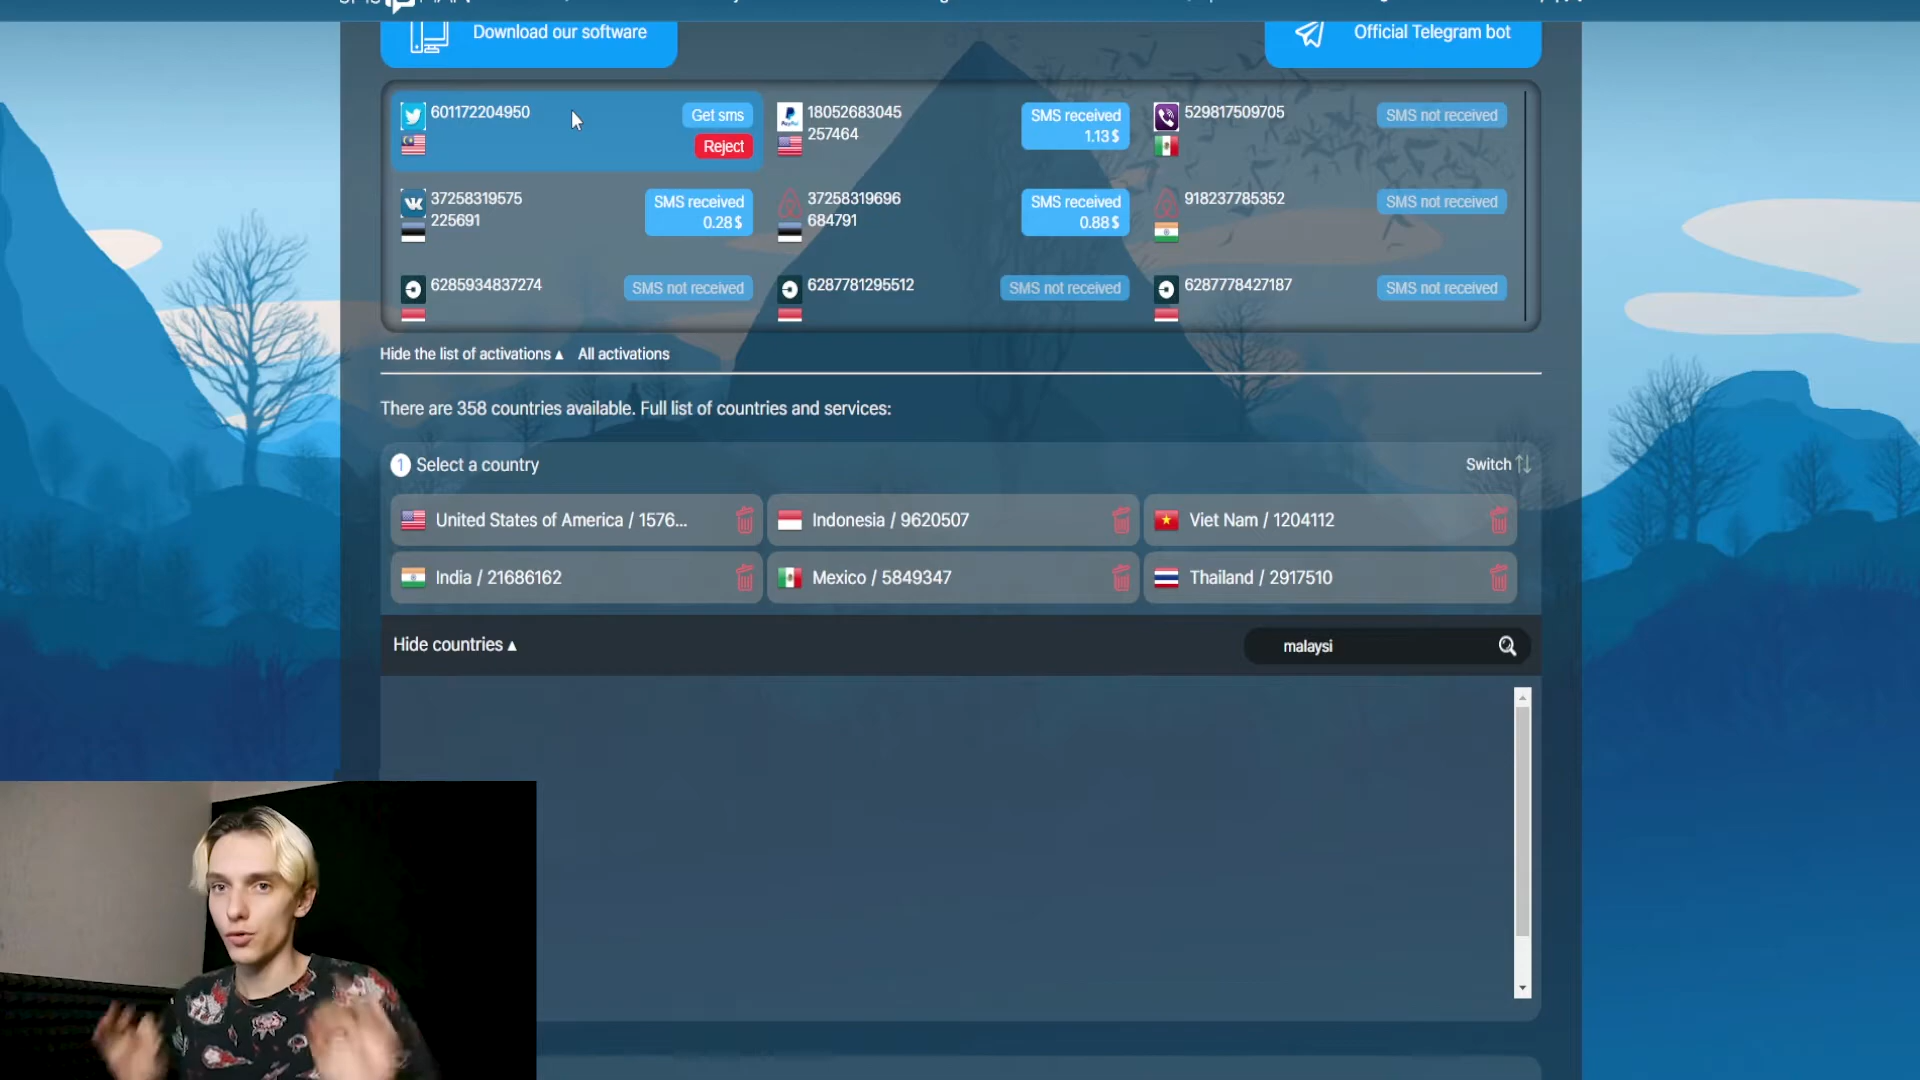 Download our software
Official Telegram bot
601172204950
Get sms
Reject
18052683045
257464
SMS received
1.13$
529817509705
SMS not received
37258319575
225691
SMS received
0.28$
37258319696
684791
SMS received
0.88$
918237785352
SMS not received
6285934837274
SMS not received
6287781295512
SMS not received
6287778427187
SMS not received
Hide the list of activations ▴ All activations
There are 358 countries available. Full list of countries and services:
1 Select a country
Switch
United States of America / 1576...
Indonesia / 9620507
Viet Nam / 1204112
India / 21686162
Mexico / 5849347
Thailand / 2917510
Hide countries ▴
malaysi